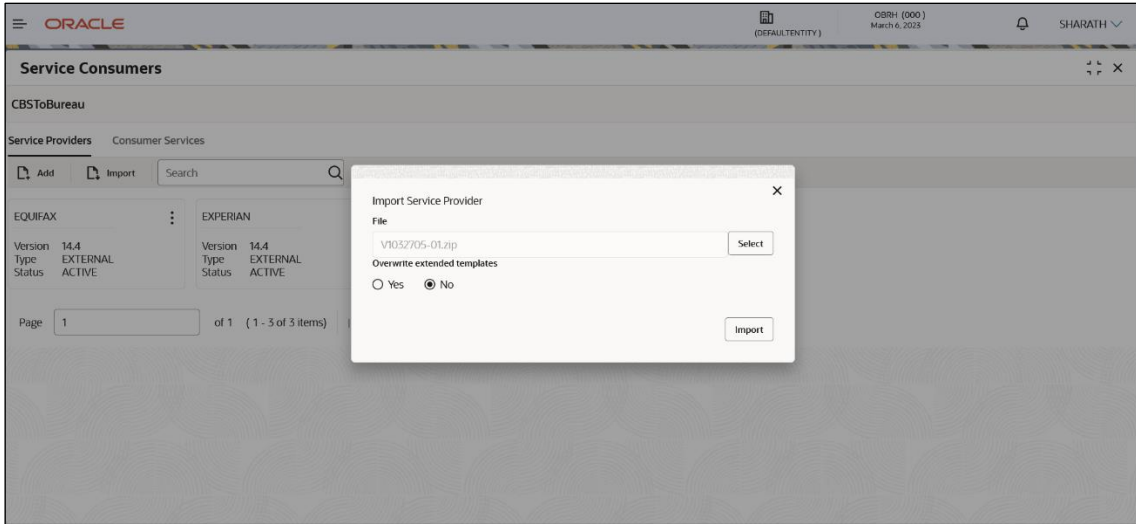 ORACLE
(DEFAULTENTITY )
OBRH (000 )
March 6, 2023
SHARATH
Service Consumers
CBSToBureau
Service Providers Consumer Services
Add Import Search
EQUIFAX
Version 14.4
Type EXTERNAL
Status ACTIVE
EXPERIAN
Version 14.4
Type EXTERNAL
Status ACTIVE
Page 1 of 1 ( 1 - 3 of 3 items)
Import Service Provider
File
V1032705-01.zip Select
Overwrite extended templates
Yes No
Import